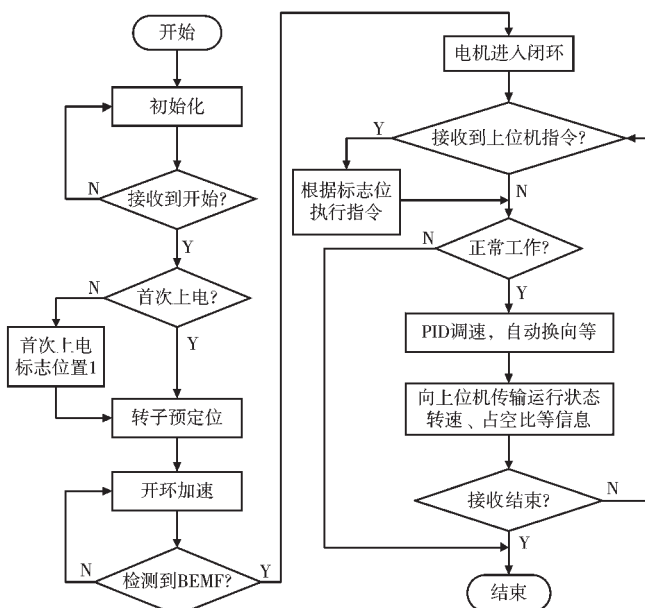 开始
初始化
N
接收到开始?
Y
N
首次上电?
Y
首次上电
标志位置1
转子预定位
开环加速
N
检测到BEMF?
Y
电机进入闭环
Y
接收到上位机指令?
根据标志位
执行指令
N
N
正常工作?
Y
PID调速，自动换向等
向上位机传输运行状态
转速、占空比等信息
接收结束?
N
Y
结束